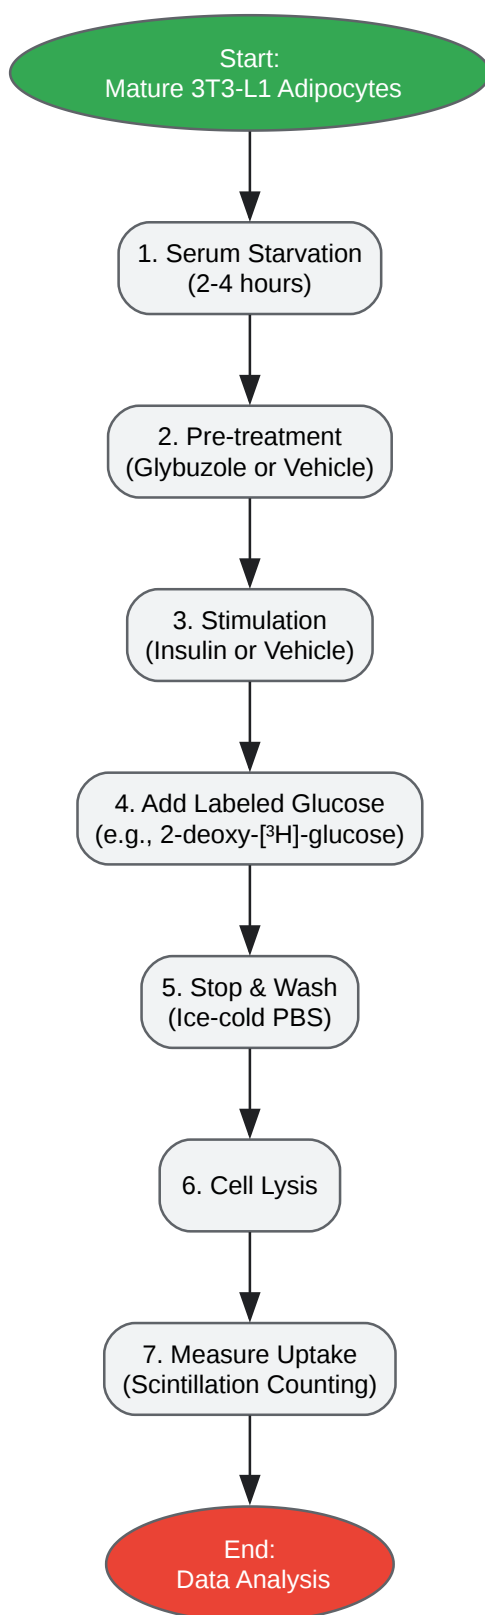 Start:
Mature 3T3-L1 Adipocytes
1. Serum Starvation
(2-4 hours)
2. Pre-treatment
(Glybuzole or Vehicle)
3. Stimulation
(Insulin or Vehicle)
4. Add Labeled Glucose
(e.g., 2-deoxy-[³H]-glucose)
5. Stop & Wash
(Ice-cold PBS)
6. Cell Lysis
7. Measure Uptake
(Scintillation Counting)
End:
Data Analysis